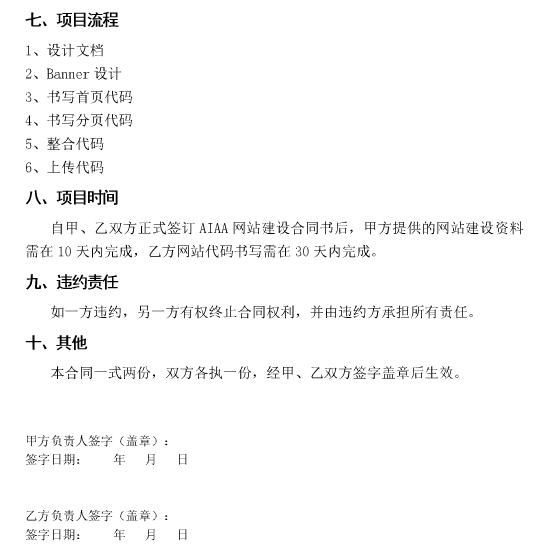 七、项目流程
1、设计文档
2、Banner 设计
3、书写首页代码
4、书写分页代码
5、整合代码
6、上传代码
八、项目时间
自甲、乙双方正式签订 AIAA 网站建设合同书后，甲方提供的网站建设资料
需在 10 天内完成，乙方网站代码书写需在 30 天内完成。
九、违约责任
如一方违约，另一方有权终止合同权利，并由违约方承担所有责任。
十、其他
本合同一式两份，双方各执一份，经甲、乙双方签字盖章后生效。
甲方负责人签字（盖章）：
签字日期： 年 月 日
乙方负责人签字（盖章）：
签字日期： 年 月 日